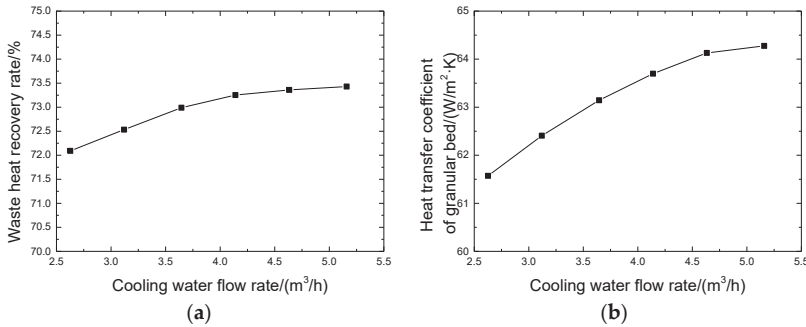 75.0
74.5
74.0
73.5
73.0
72.5
72.0
71.5
71.0
70.5
70.0
Waste heat recovery rate/%
2.5 3.0 3.5 4.0 4.5 5.0 5.5
Cooling water flow rate/(m³/h)
(a)
65
64
63
62
61
60
Heat transfer coefficient
of granular bed/(W/m²·K)
2.5 3.0 3.5 4.0 4.5 5.0 5.5
Cooling water flow rate/(m³/h)
(b)